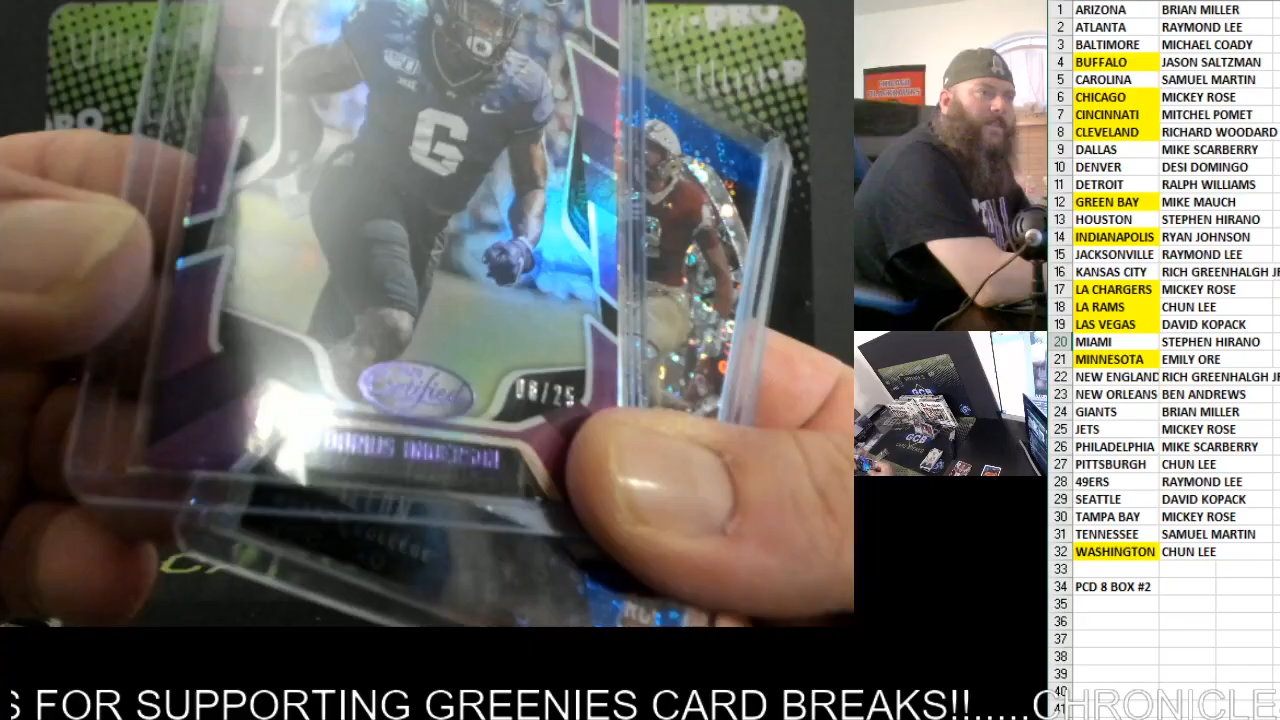 G
Certified
08/25
CHICAGO
GCB
GCB
1 ARIZONA BRIAN MILLER
2 ATLANTA RAYMOND LEE
3 BALTIMORE MICHAEL COADY
4 BUFFALO JASON SALTZMAN
5 CAROLINA SAMUEL MARTIN
6 CHICAGO MICKEY ROSE
7 CINCINNATI MITCHEL POMET
8 CLEVELAND RICHARD WOODARD
9 DALLAS MIKE SCARBERRY
10 DENVER DESI DOMINGO
11 DETROIT RALPH WILLIAMS
12 GREEN BAY MIKE MAUCH
13 HOUSTON STEPHEN HIRANO
14 INDIANAPOLIS RYAN JOHNSON
15 JACKSONVILLE RAYMOND LEE
16 KANSAS CITY RICH GREENHALGH JR
17 LA CHARGERS MICKEY ROSE
18 LA RAMS CHUN LEE
19 LAS VEGAS DAVID KOPACK
20 MIAMI STEPHEN HIRANO
21 MINNESOTA EMILY ORE
22 NEW ENGLAND RICH GREENHALGH JR
23 NEW ORLEANS BEN ANDREWS
24 GIANTS BRIAN MILLER
25 JETS MICKEY ROSE
26 PHILADELPHIA MIKE SCARBERRY
27 PITTSBURGH CHUN LEE
28 49ERS RAYMOND LEE
29 SEATTLE DAVID KOPACK
30 TAMPA BAY MICKEY ROSE
31 TENNESSEE SAMUEL MARTIN
32 WASHINGTON CHUN LEE
33
34 PCD 8 BOX #2
35
36
37
38
39
40
41
S FOR SUPPORTING GREENIES CARD BREAKS!!.....CHRONICLE